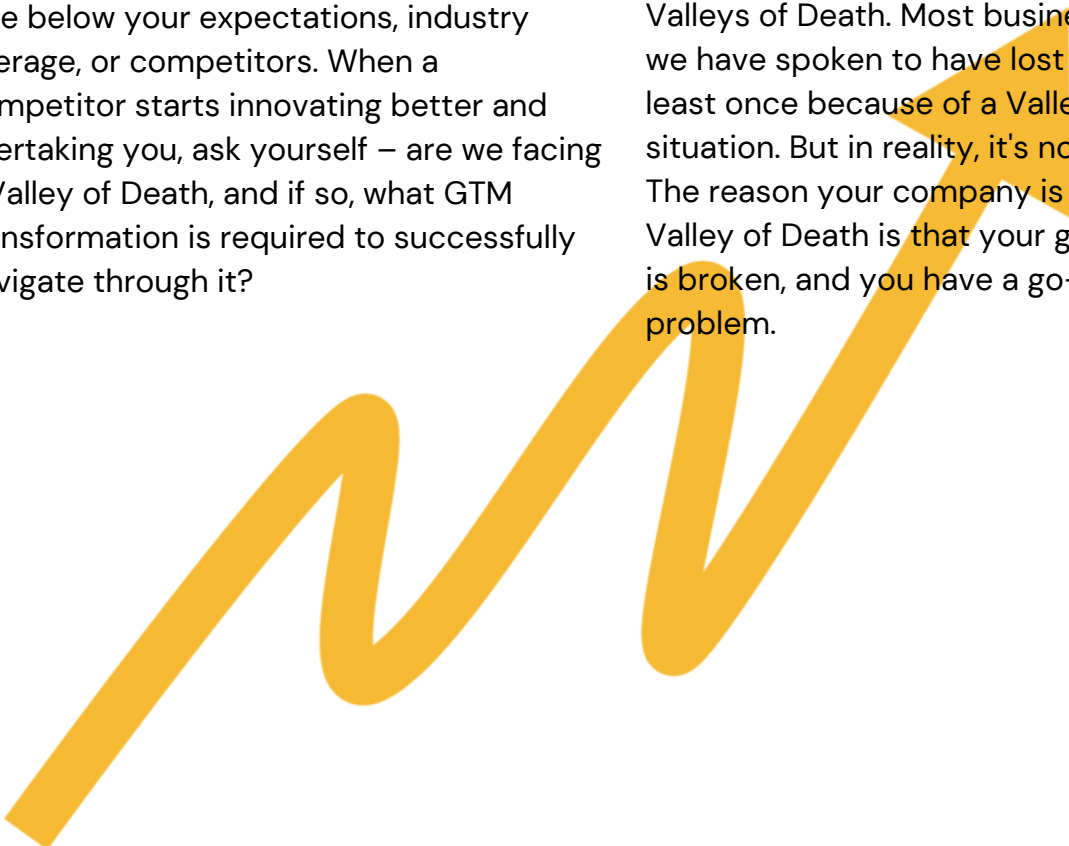 e below your expectations, industry
erage, or competitors. When a
mpetitor starts innovating better and
ertaking you, ask yourself – are we facing
Valley of Death, and if so, what GTM
nsformation is required to successfully
vigate through it?
Valleys of Death. Most busine
we have spoken to have lost
least once because of a Valle
situation. But in reality, it's no
The reason your company is
Valley of Death is that your g
is broken, and you have a go-
problem.